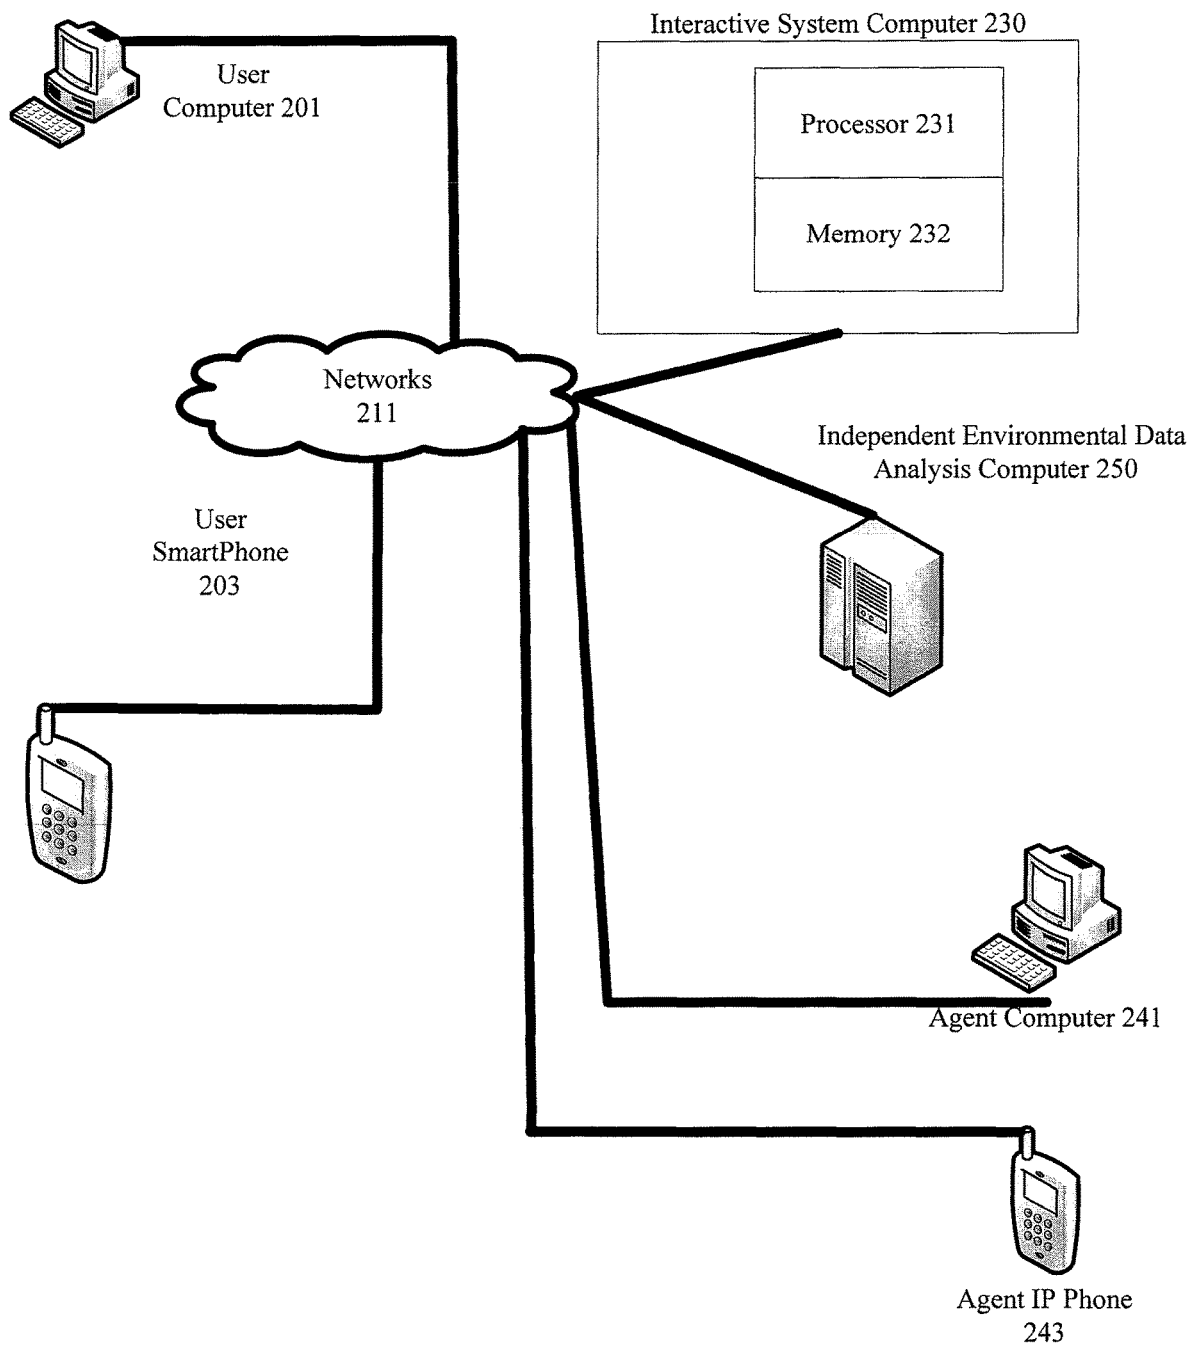 Interactive System Computer 230
User
Computer 201
Processor 231
Memory 232
Networks
211
Independent Environmental Data
Analysis Computer 250
User
SmartPhone
203
Agent Computer 241
Agent IP Phone
243